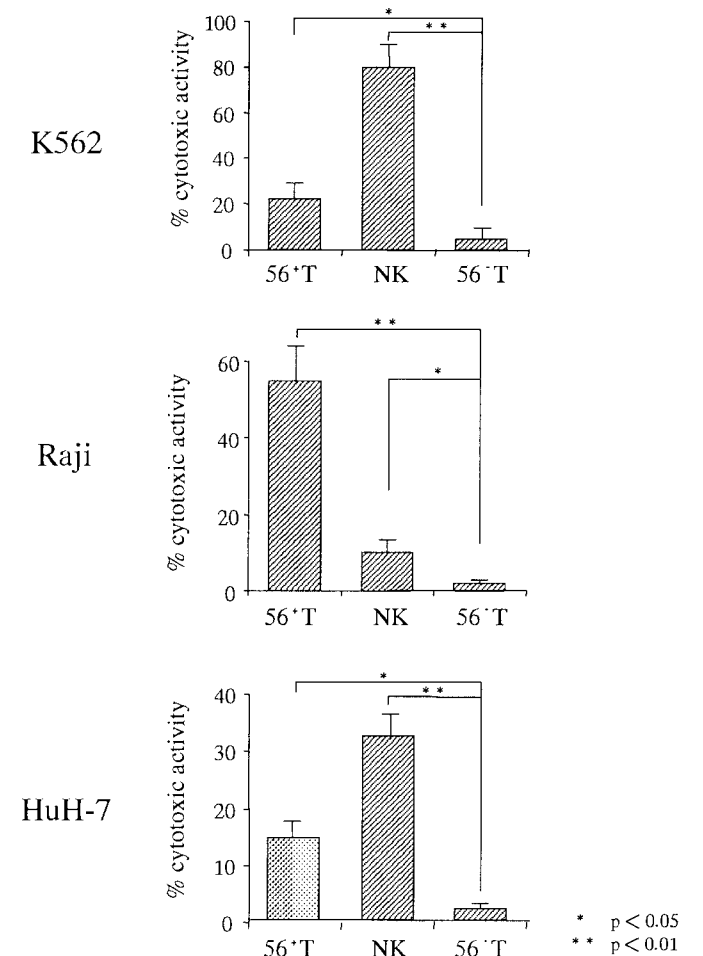 K562
% cytotoxic activity
100
80
60
40
20
0
*
* *
56⁺T NK 56⁻T
Raji
% cytotoxic activity
60
40
20
0
* *
*
56⁺T NK 56⁻T
HuH-7
% cytotoxic activity
40
30
20
10
0
*
* *
56⁺T NK 56⁻T
* p < 0.05
* * p < 0.01